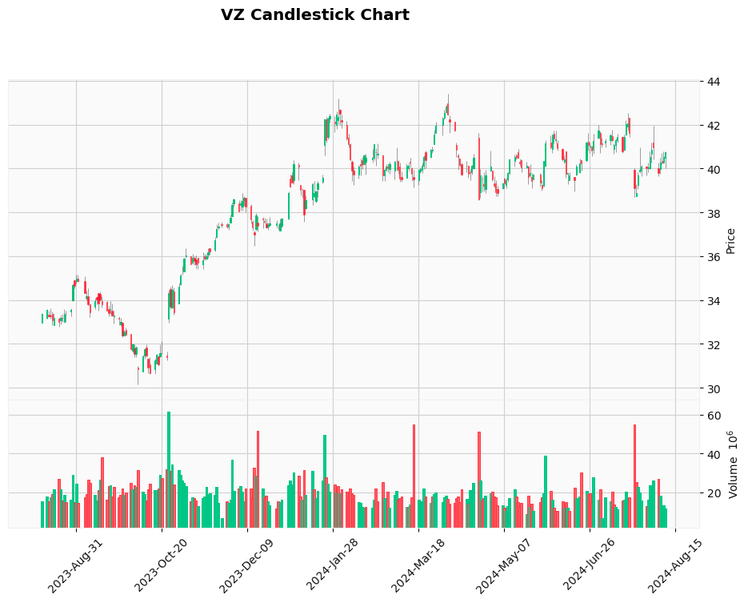 VZ Candlestick Chart
44
42
40
38
36
34
32
30
Price
60
40
20
Volume 10^6
2023-Aug-31
2023-Oct-20
2023-Dec-09
2024-Jan-28
2024-Mar-18
2024-May-07
2024-Jun-26
2024-Aug-15